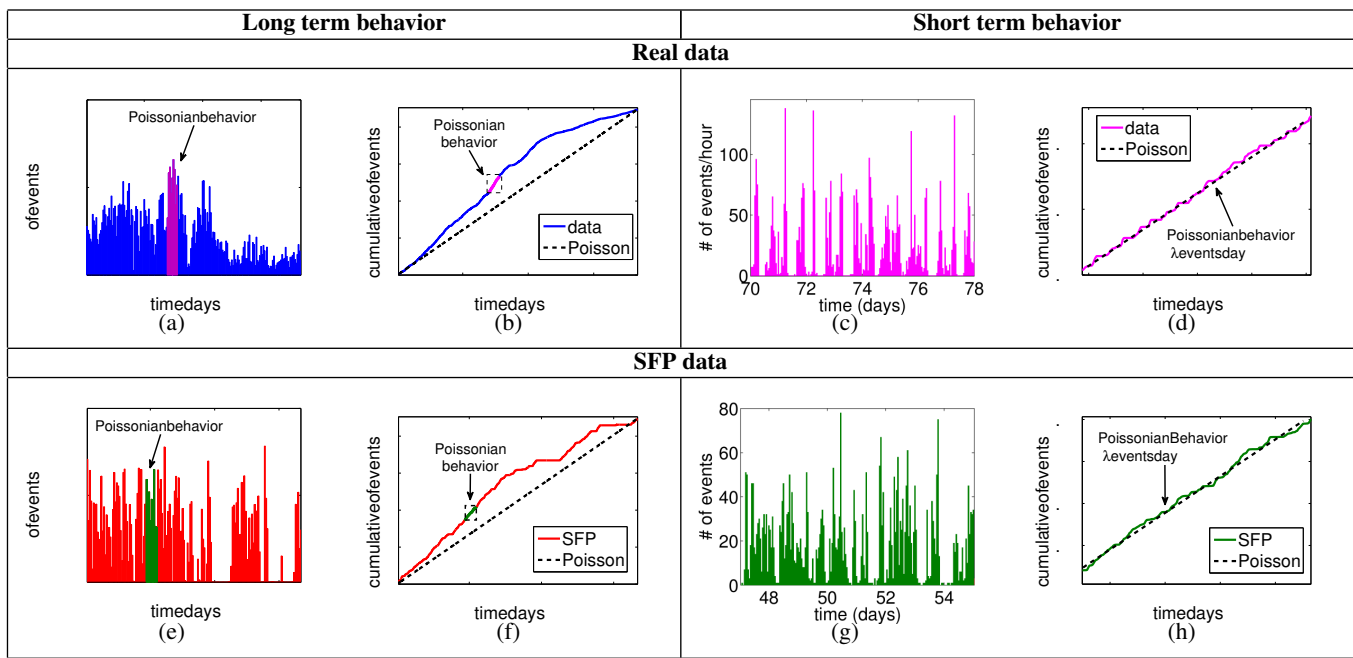 Long term behavior
Short term behavior
Real data
Poissonianbehavior
ofevents
timedays
(a)
Poissonian
behavior
cumulativeofevents
data
Poisson
timedays
(b)
# of events/hour
100
50
0
70
72
74
76
78
time (days)
(c)
data
Poisson
cumulativeofevents
Poissonianbehavior
λeventsday
timedays
(d)
SFP data
Poissonianbehavior
ofevents
timedays
(e)
Poissonian
behavior
cumulativeofevents
SFP
Poisson
timedays
(f)
# of events
80
60
40
20
0
48
50
52
54
time (days)
(g)
PoissonianBehavior
λeventsday
cumulativeofevents
SFP
Poisson
timedays
(h)